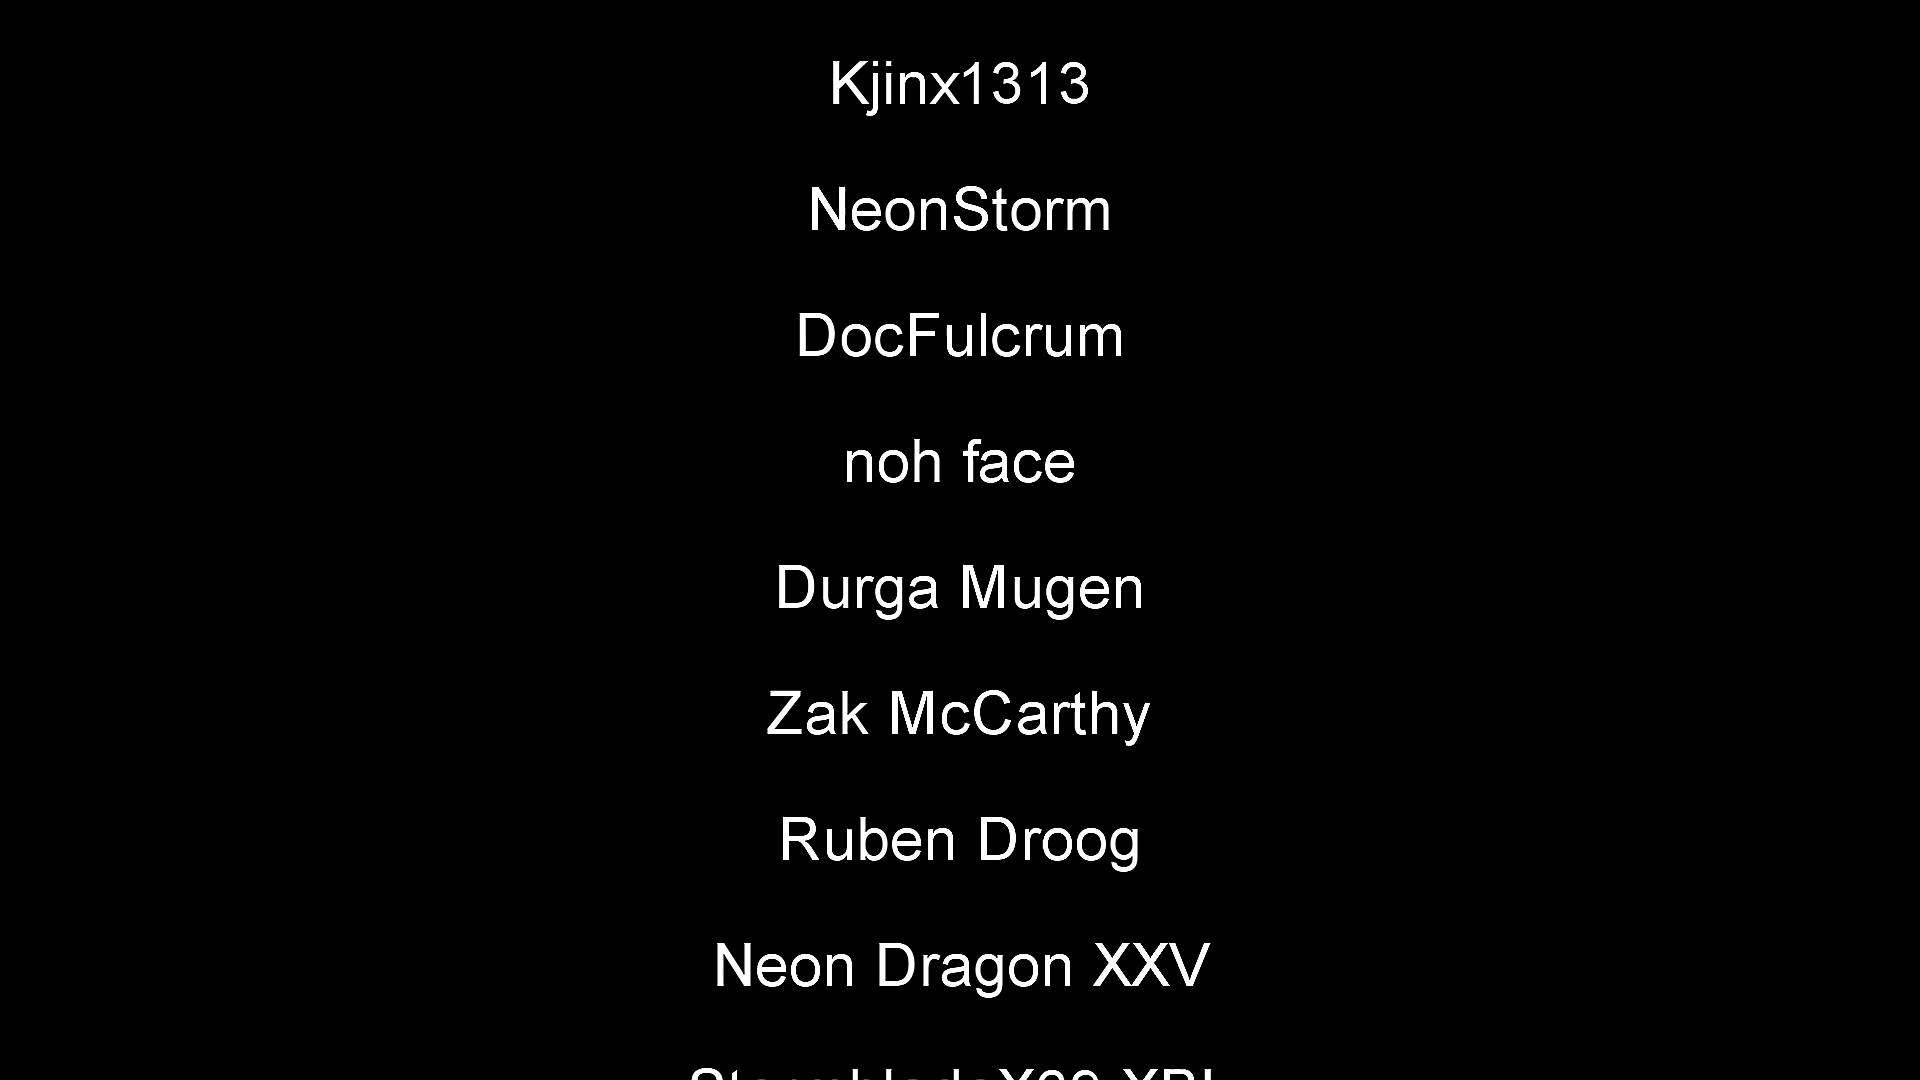 Kjinx1313
NeonStorm
DocFulcrum
noh face
Durga Mugen
Zak McCarthy
Ruben Droog
Neon Dragon XXV